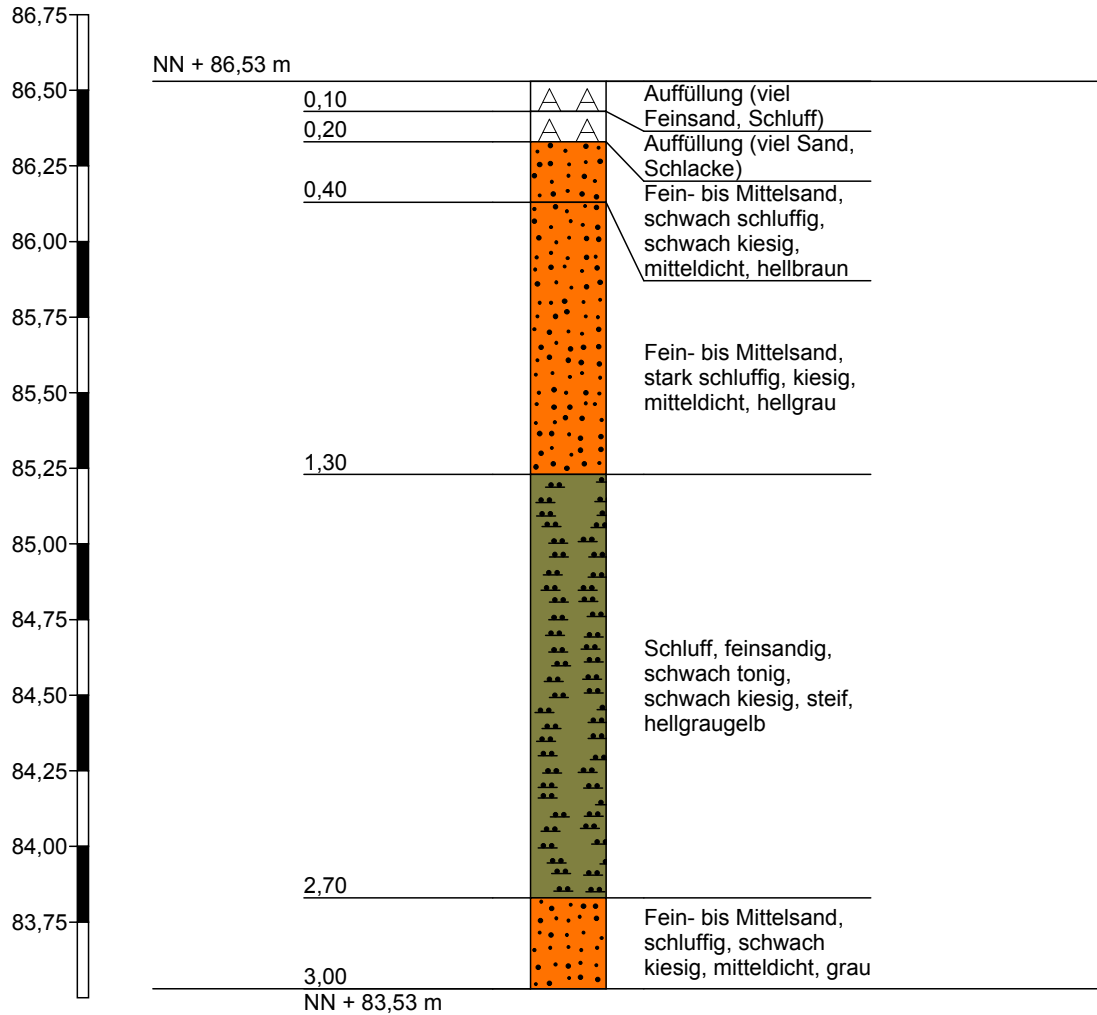 86,75
NN + 86,53 m
86,50
0,10
Auffüllung (viel
Feinsand, Schluff)
0,20
Auffüllung (viel Sand,
Schlacke)
86,25
0,40
Fein- bis Mittelsand,
schwach schluffig,
schwach kiesig,
mitteldicht, hellbraun
86,00
85,75
Fein- bis Mittelsand,
stark schluffig, kiesig,
mitteldicht, hellgrau
85,50
85,25
1,30
85,00
84,75
Schluff, feinsandig,
schwach tonig,
schwach kiesig, steif,
hellgraugelb
84,50
84,25
84,00
2,70
83,75
Fein- bis Mittelsand,
schluffig, schwach
kiesig, mitteldicht, grau
3,00
NN + 83,53 m